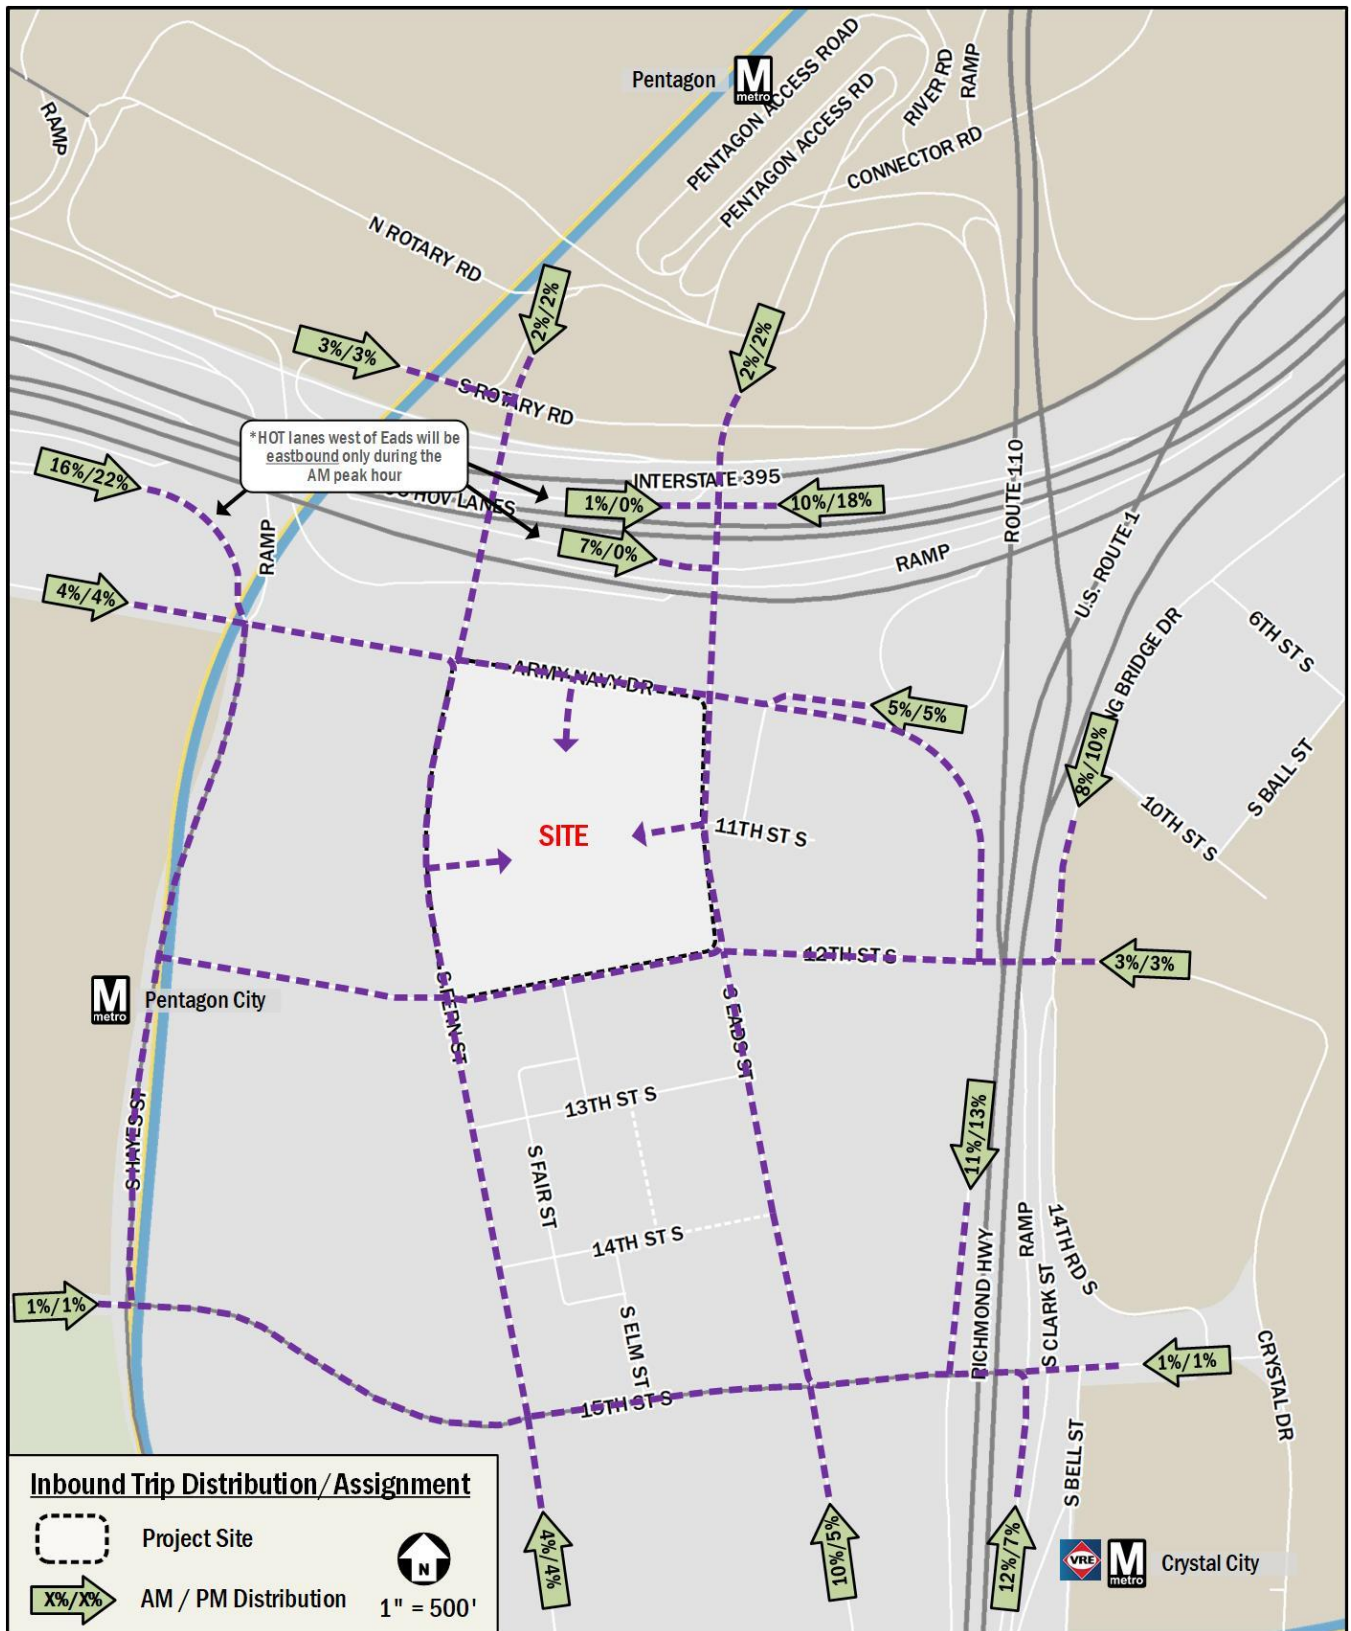 Pentagon
M
metro
PENTAGON ACCESS ROAD
PENTAGON ACCESS RD
RIVER RD
RAMP
CONNECTOR RD
RAMP
N ROTARY RD
2%/2%
2%/2%
3%/3%
S ROTARY RD
*HOT lanes west of Eads will be
eastbound only during the
AM peak hour
16%/22%
INTERSTATE 395
HOV LANES
1%/0%
10%/18%
7%/0%
ROUTE 110
RAMP
RAMP
U.S. ROUTE 1
4%/4%
6TH ST S
NG BRIDGE DR
ARMY NAVY DR
5%/5%
8%/10%
S BALL ST
10TH ST S
SITE
11TH ST S
12TH ST S
3%/3%
M
metro
Pentagon City
S FERN ST
S EADS ST
13TH ST S
11%/13%
S HAYES ST
S FAIR ST
14TH ST S
RAMP
14TH RD S
RICHMOND HWY
S CLARK ST
1%/1%
S ELM ST
1%/1%
CRYSTAL DR
15TH ST S
S BELL ST
Inbound Trip Distribution/Assignment
Project Site
N
X%/X%
AM / PM Distribution
1" = 500'
4%/4%
10%/5%
12%/7%
VRE
M
metro
Crystal City